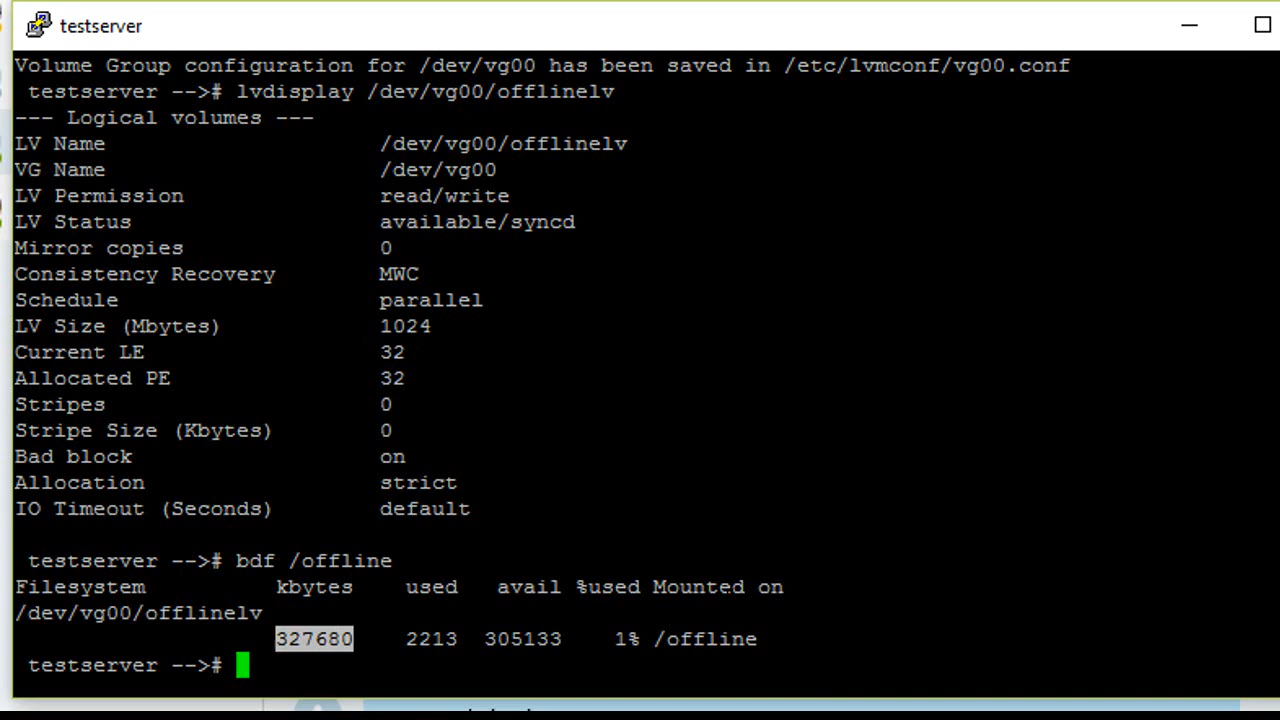 testserver
Volume Group configuration for /dev/vg00 has been saved in /etc/lvmconf/vg00.conf
testserver --># lvdisplay /dev/vg00/offlinelv
--- Logical volumes ---
LV Name /dev/vg00/offlinelv
VG Name /dev/vg00
LV Permission read/write
LV Status available/syncd
Mirror copies 0
Consistency Recovery MWC
Schedule parallel
LV Size (Mbytes) 1024
Current LE 32
Allocated PE 32
Stripes 0
Stripe Size (Kbytes) 0
Bad block on
Allocation strict
IO Timeout (Seconds) default
testserver --># bdf /offline
Filesystem kbytes used avail %used Mounted on
/dev/vg00/offlinelv
327680 2213 305133 1% /offline
testserver -->#